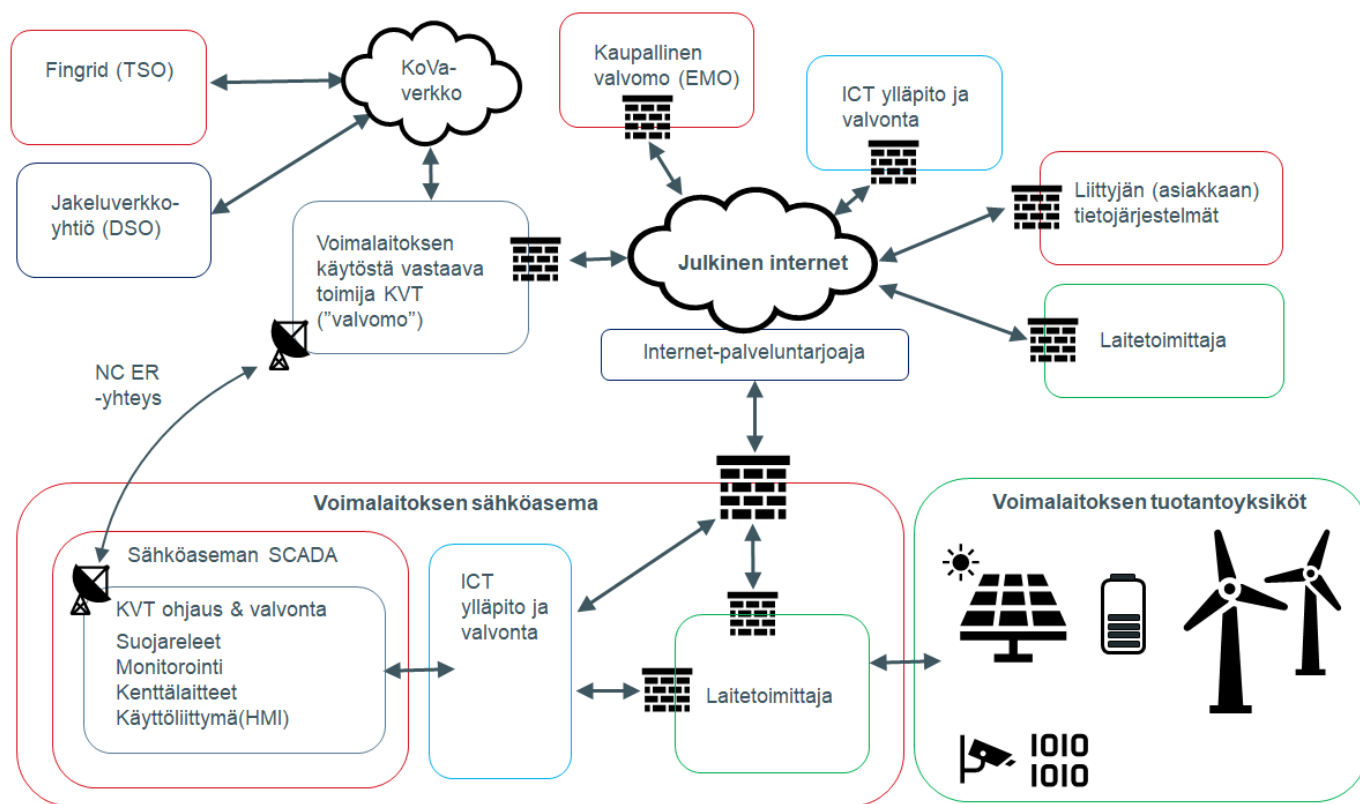 Fingrid (TSO)
KoVa-
verkko
Kaupallinen
valvomo (EMO)
ICT ylläpito ja
valvonta
Jakeluverkko-
yhtiö (DSO)
Liittyjän (asiakkaan)
tietojärjestelmät
Voimalaitoksen
käytöstä vastaava
toimija KVT
("valvomo")
Julkinen internet
Internet-palveluntarjoaja
Laitetoimittaja
NC ER
-yhteys
Voimalaitoksen sähköasema
Sähköaseman SCADA
KVT ohjaus & valvonta
Suojareleet
Monitorointi
Kenttälaitteet
Käyttöliittymä(HMI)
ICT
ylläpito ja
valvonta
Laitetoimittaja
Voimalaitoksen tuotantoyksiköt
IOIO
IOIO